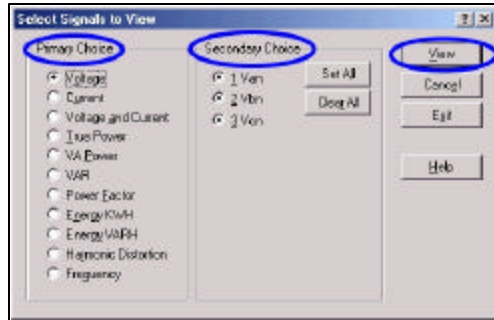 Select Signals to View
Primary Choice
Voltage
Current
Voltage and Current
True Power
VA Power
VAR
Power Factor
Energy KWH
Energy VARH
Harmonic Distortion
Frequency
Secondary Choice
1 Van
2 Vbn
3 Vcn
Set All
Clear All
View
Cancel
Exit
Help